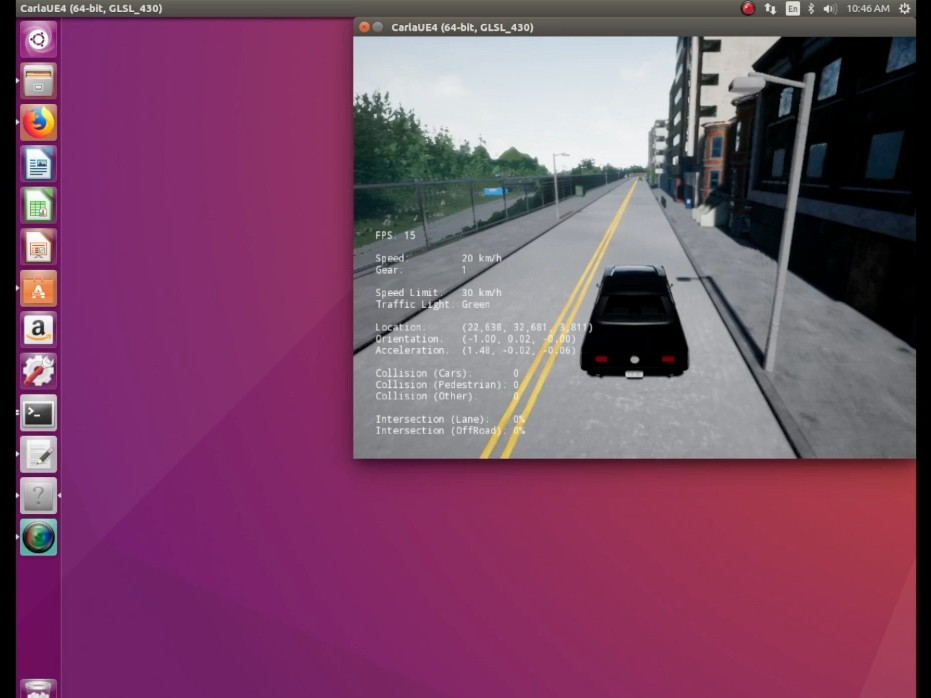 CarlaUE4 (64-bit, GLSL_430)
En
10:46 AM
CarlaUE4 (64-bit, GLSL_430)
FPS: 15
Speed: 20 km/h
Gear: 1
Speed Limit: 30 km/h
Traffic Light: Green
Location: (22,638, 32,681, 3,811)
Orientation: (-1.00, 0.02, -0.00)
Acceleration: (1.48, -0.02, -0.06)
Collision (Cars): 0
Collision (Pedestrian): 0
Collision (Other): 0
Intersection (Lane): 0%
Intersection (OffRoad): 0%